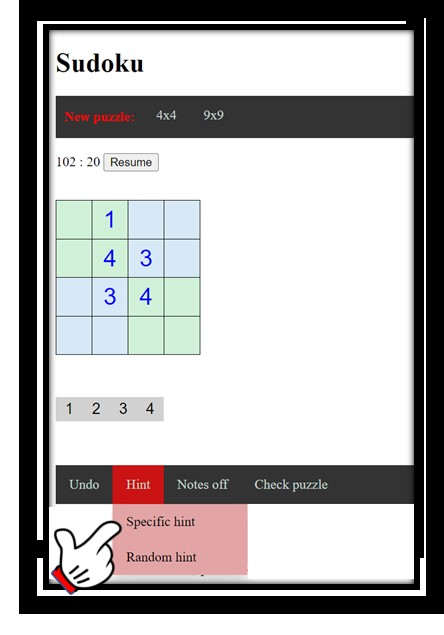 Sudoku
New puzzle: 4x4 9x9
102 : 20 Resume
1
4 3
3 4
1 2 3 4
Undo Hint Notes off Check puzzle
Specific hint
Random hint